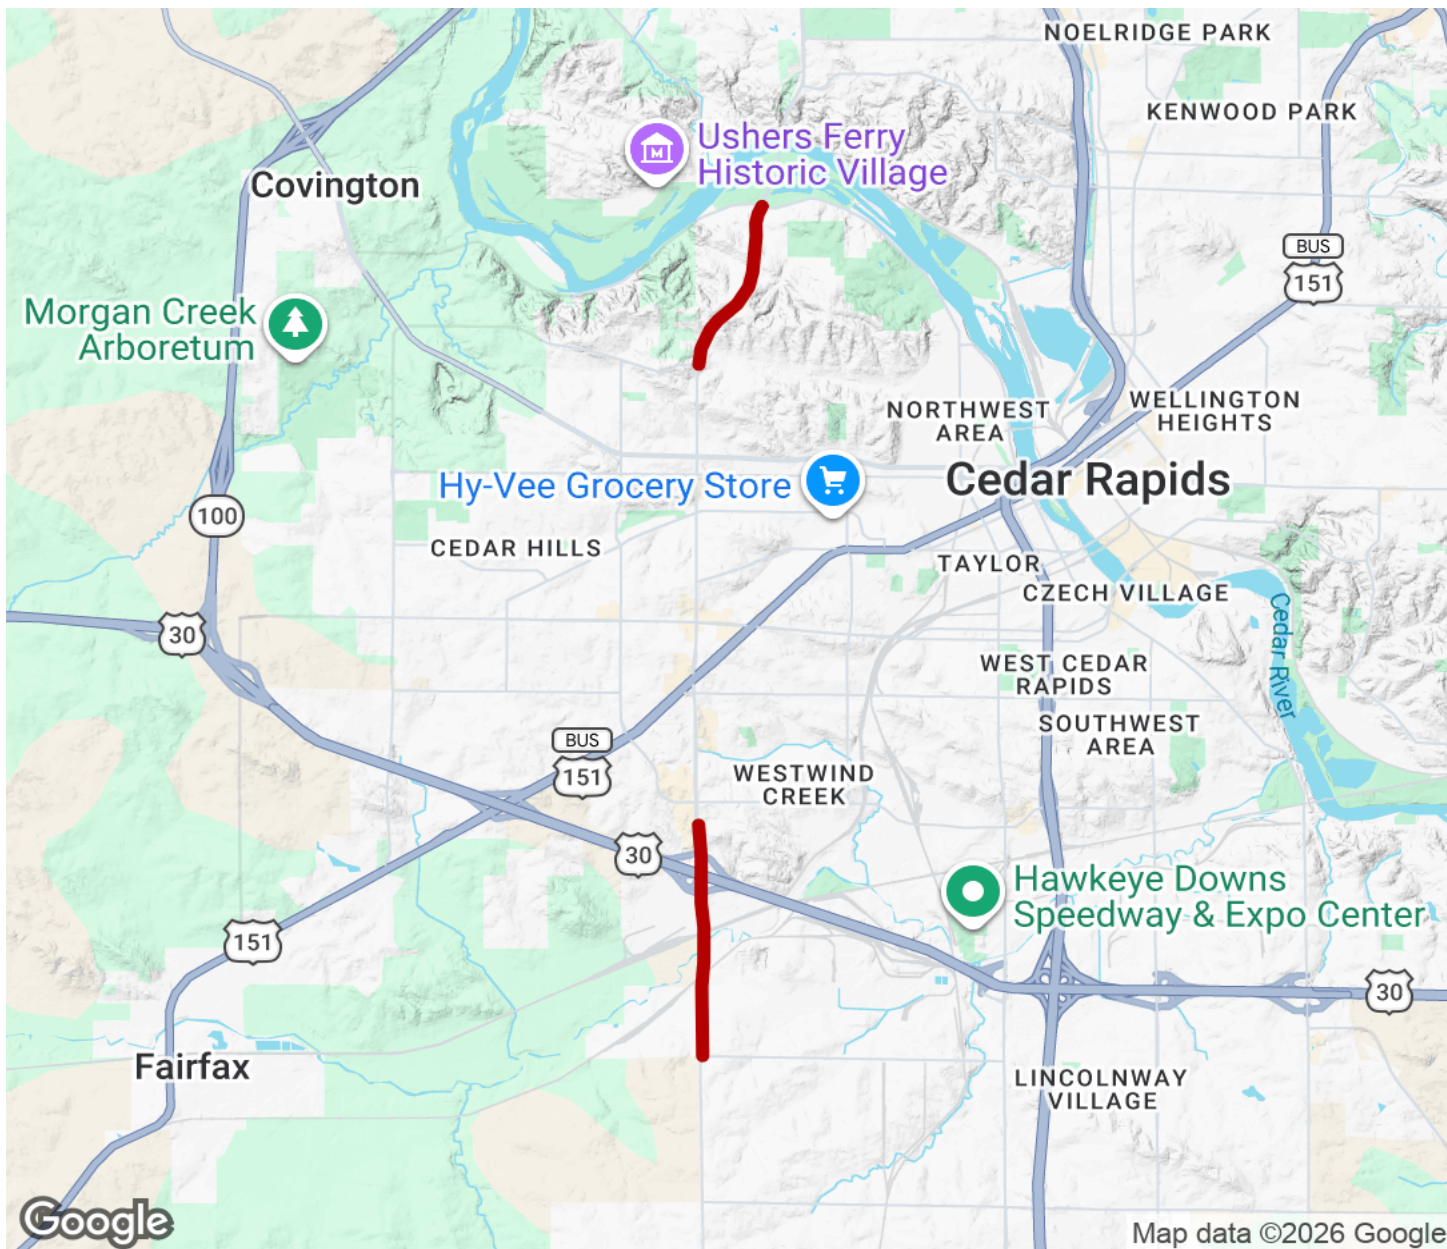 NOELRIDGE PARK
KENWOOD PARK
Ushers Ferry
Historic Village
Covington
BUS
151
Morgan Creek
Arboretum
WELLINGTON
HEIGHTS
NORTHWEST
AREA
Cedar Rapids
Hy-Vee Grocery Store
100
CEDAR HILLS
TAYLOR
CZECH VILLAGE
Cedar River
30
WEST CEDAR
RAPIDS
SOUTHWEST
AREA
BUS
151
WESTWIND
CREEK
30
Hawkeye Downs
Speedway & Expo Center
151
30
Fairfax
LINCOLNWAY
VILLAGE
Google
Map data ©2026 Google